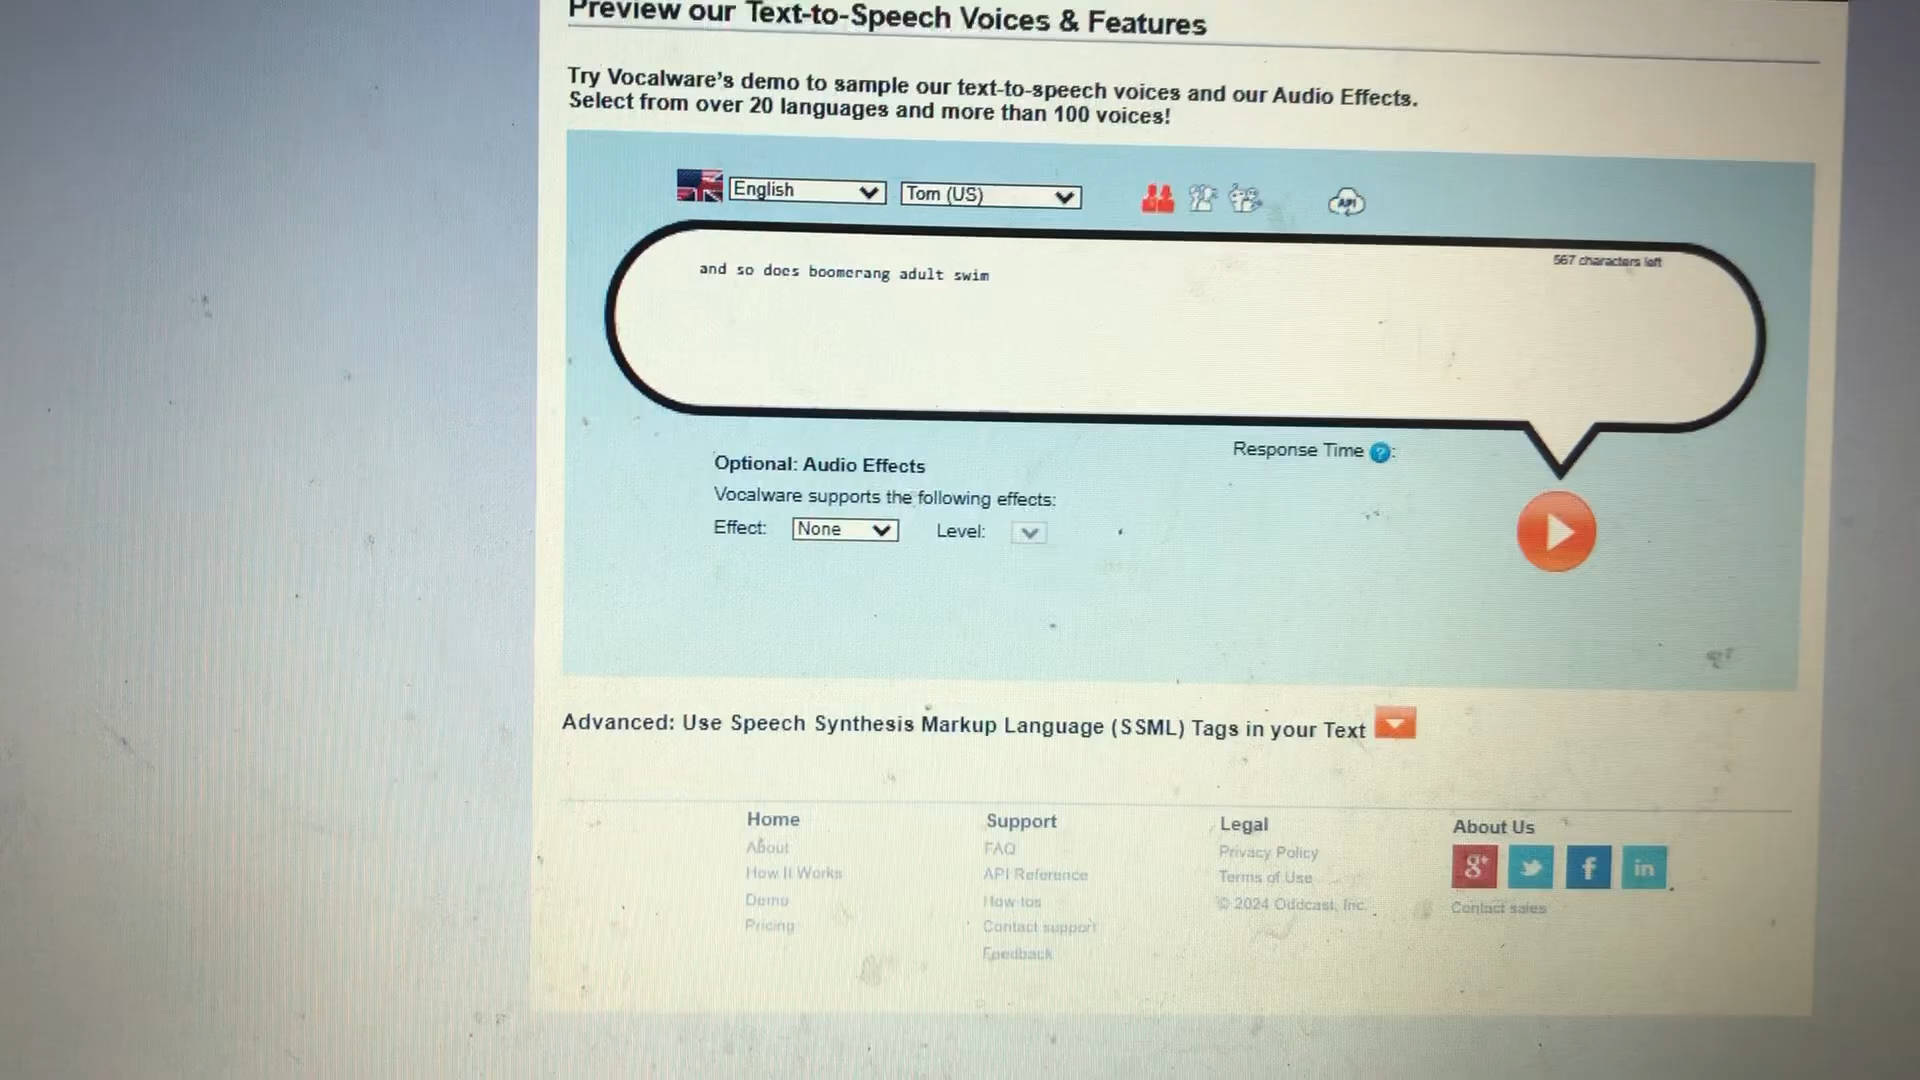 Preview our Text-to-Speech Voices & Features
Try Vocalware's demo to sample our text-to-speech voices and our Audio Effects.
Select from over 20 languages and more than 100 voices!
English
Tom (US)
API
567 characters left
and so does boomerang adult swim
Response Time ?:
Optional: Audio Effects
Vocalware supports the following effects:
Effect: None Level:
Advanced: Use Speech Synthesis Markup Language (SSML) Tags in your Text
Home
About
How It Works
Demo
Pricing
Support
FAQ
API Reference
How-tos
Contact support
Feedback
Legal
Privacy Policy
Terms of Use
© 2024 Oddcast, Inc.
About Us
g+ f in
Contact sales